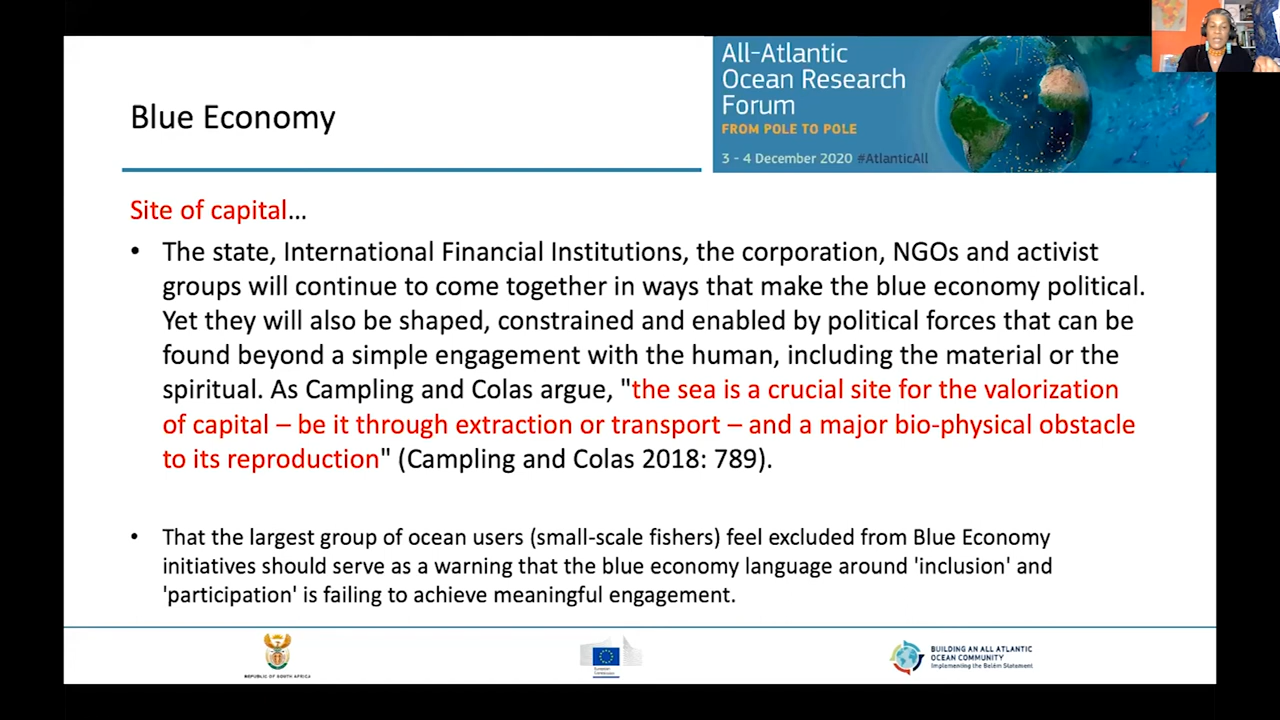 All-Atlantic
Ocean Research
Forum
FROM POLE TO POLE
3 - 4 December 2020 #AtlanticAll
Blue Economy
Site of capital...
• The state, International Financial Institutions, the corporation, NGOs and activist
groups will continue to come together in ways that make the blue economy political.
Yet they will also be shaped, constrained and enabled by political forces that can be
found beyond a simple engagement with the human, including the material or the
spiritual. As Campling and Colas argue, "the sea is a crucial site for the valorization
of capital – be it through extraction or transport – and a major bio-physical obstacle
to its reproduction" (Campling and Colas 2018: 789).
• That the largest group of ocean users (small-scale fishers) feel excluded from Blue Economy
initiatives should serve as a warning that the blue economy language around 'inclusion' and
'participation' is failing to achieve meaningful engagement.
REPUBLIC OF SOUTH AFRICA
European
Commission
BUILDING AN ALL ATLANTIC
OCEAN COMMUNITY
Implementing the Belém Statement